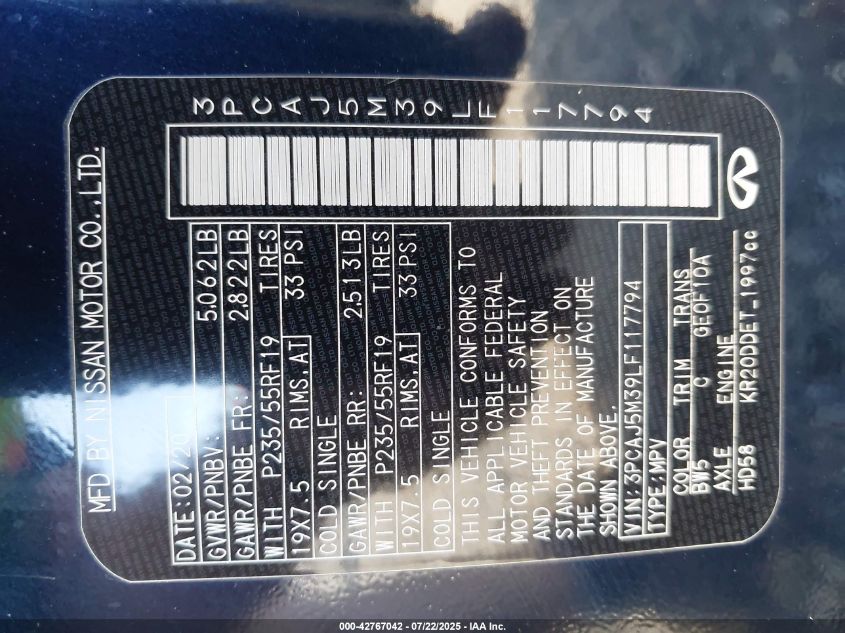 MFD BY NISSAN MOTOR CO.,LTD.
3PCAJ5M39LF117794
DATE:02/20
GVWR/PNBV: 5,062LB
GAWR/PNBE FR: 2,822LB
WITH P235/55RF19 TIRES
19X7.5 RIMS,AT 33 PSI
COLD SINGLE
GAWR/PNBE RR: 2,513LB
WITH P235/55RF19 TIRES
19X7.5 RIMS,AT 33 PSI
COLD SINGLE
THIS VEHICLE CONFORMS TO
ALL APPLICABLE FEDERAL
MOTOR VEHICLE SAFETY
AND THEFT PREVENTION
STANDARDS IN EFFECT ON
THE DATE OF MANUFACTURE
SHOWN ABOVE.
VIN:3PCAJ5M39LF117794
TYPE:MPV
COLOR TRIM TRANS
BW5 C GE0F10A
AXLE ENGINE
HD58 KR20DDET_1997cc
000-42767042 - 07/22/2025 - IAA Inc.